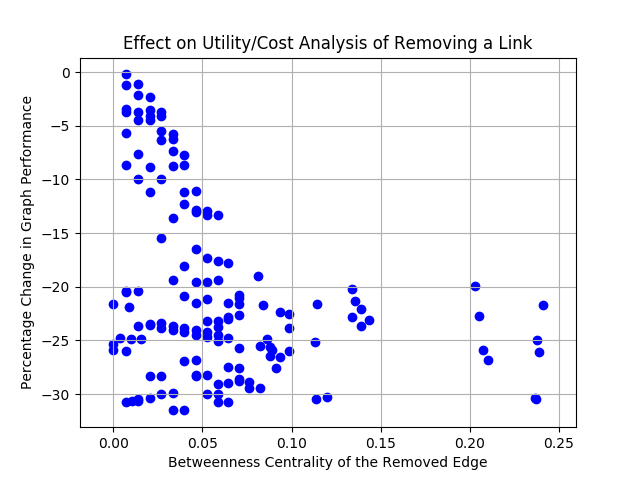 Effect on Utility/Cost Analysis of Removing a Link
Percentage Change in Graph Performance
0
−5
−10
−15
−20
−25
−30
0.00 0.05 0.10 0.15 0.20 0.25
Betweenness Centrality of the Removed Edge